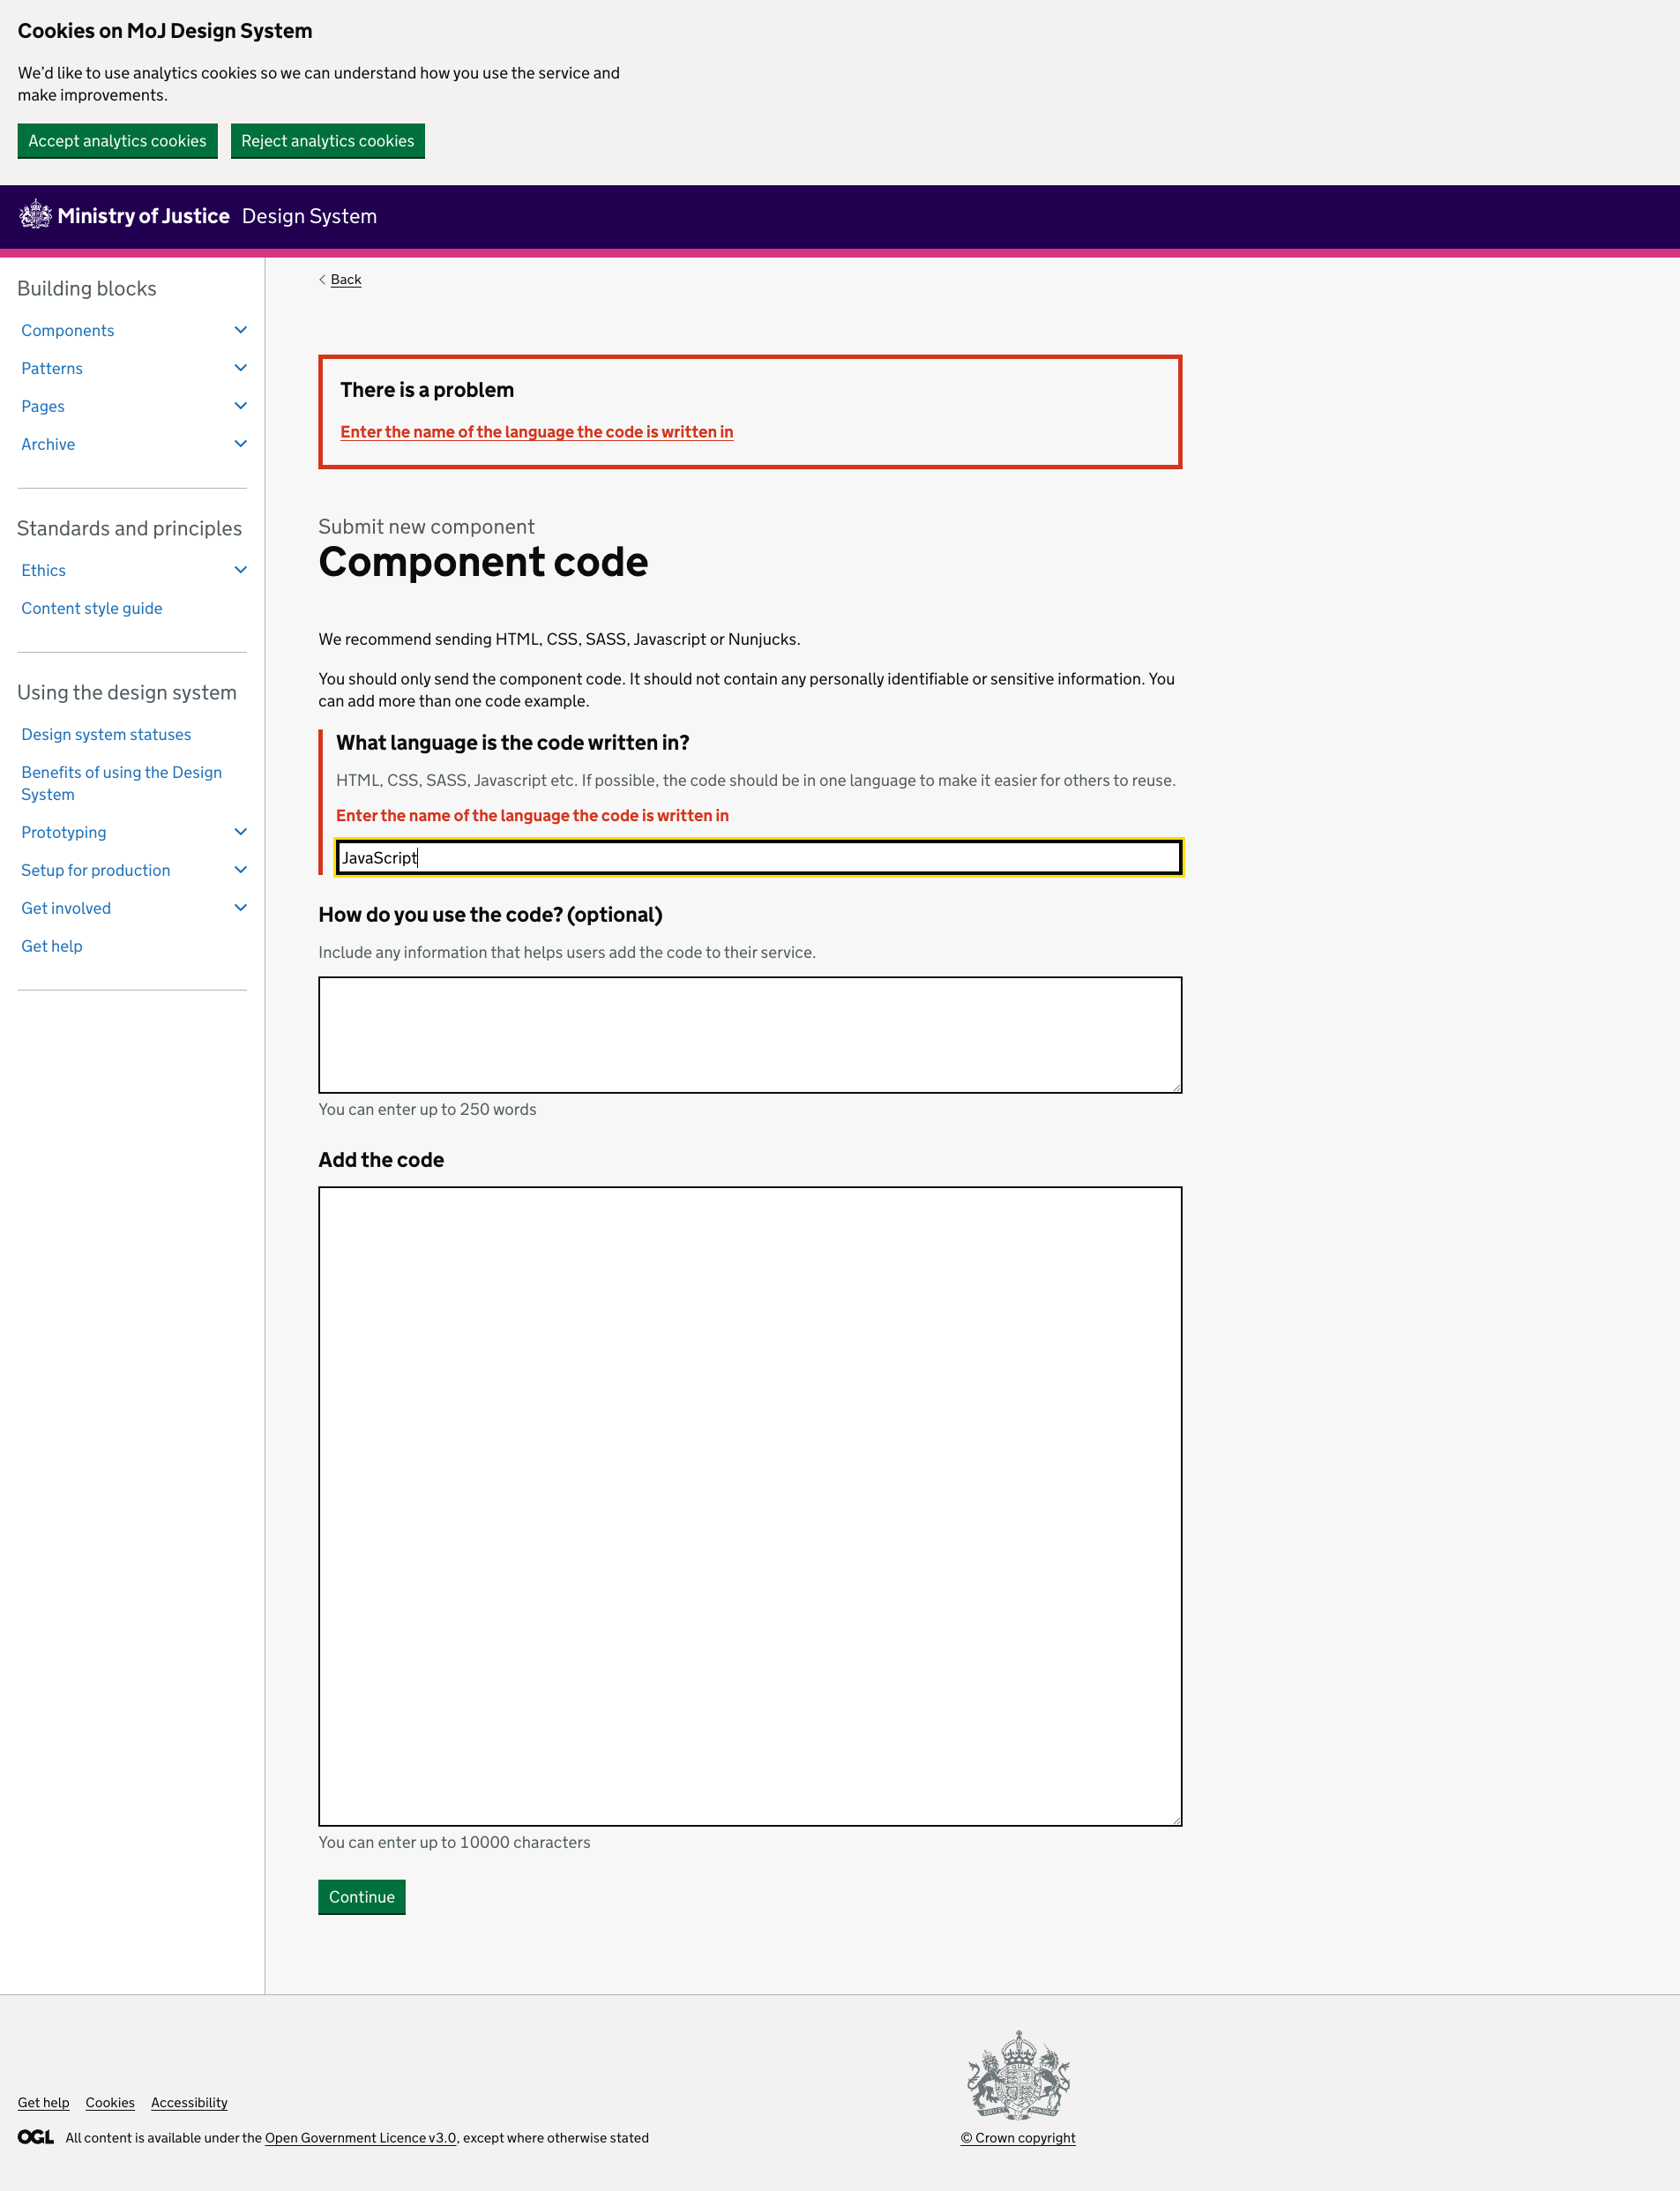 Cookies on MoJ Design System
We’d like to use analytics cookies so we can understand how you use the service and
make improvements.
Accept analytics cookies
Reject analytics cookies
Ministry of Justice Design System
Building blocks
Components
Patterns
Pages
Archive
Standards and principles
Ethics
Content style guide
Using the design system
Design system statuses
Benefits of using the Design
System
Prototyping
Setup for production
Get involved
Get help
Back
There is a problem
Enter the name of the language the code is written in
Submit new component
Component code
We recommend sending HTML, CSS, SASS, Javascript or Nunjucks.
You should only send the component code. It should not contain any personally identifiable or sensitive information. You
can add more than one code example.
What language is the code written in?
HTML, CSS, SASS, Javascript etc. If possible, the code should be in one language to make it easier for others to reuse.
Enter the name of the language the code is written in
JavaScript
How do you use the code? (optional)
Include any information that helps users add the code to their service.
You can enter up to 250 words
Add the code
You can enter up to 10000 characters
Continue
Get help Cookies Accessibility
OGL All content is available under the Open Government Licence v3.0, except where otherwise stated
© Crown copyright